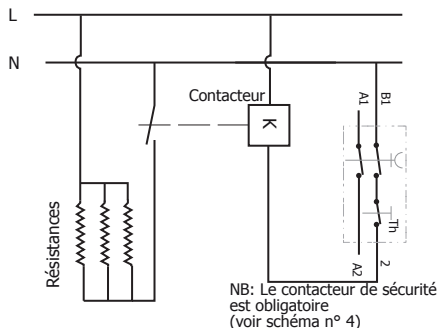 L
N
Contacteur
K
A1
B1
Résistances
Th
A2
2
NB: Le contacteur de sécurité
est obligatoire
(voir schéma n° 4)